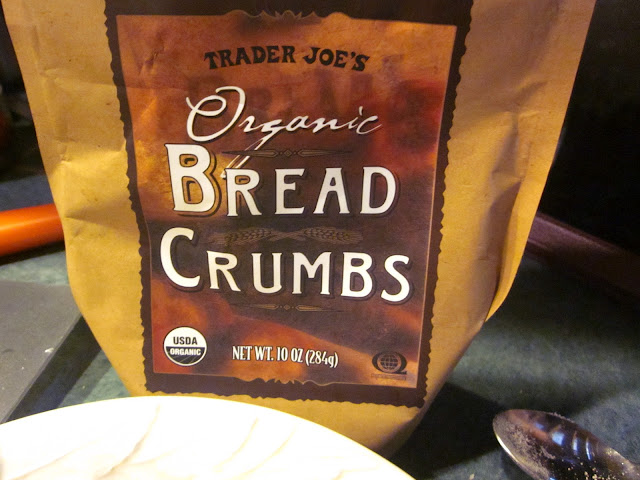 TRADER JOE'S
Organic
BREAD
CRUMBS
USDA
ORGANIC
NET WT. 10 OZ (284g)